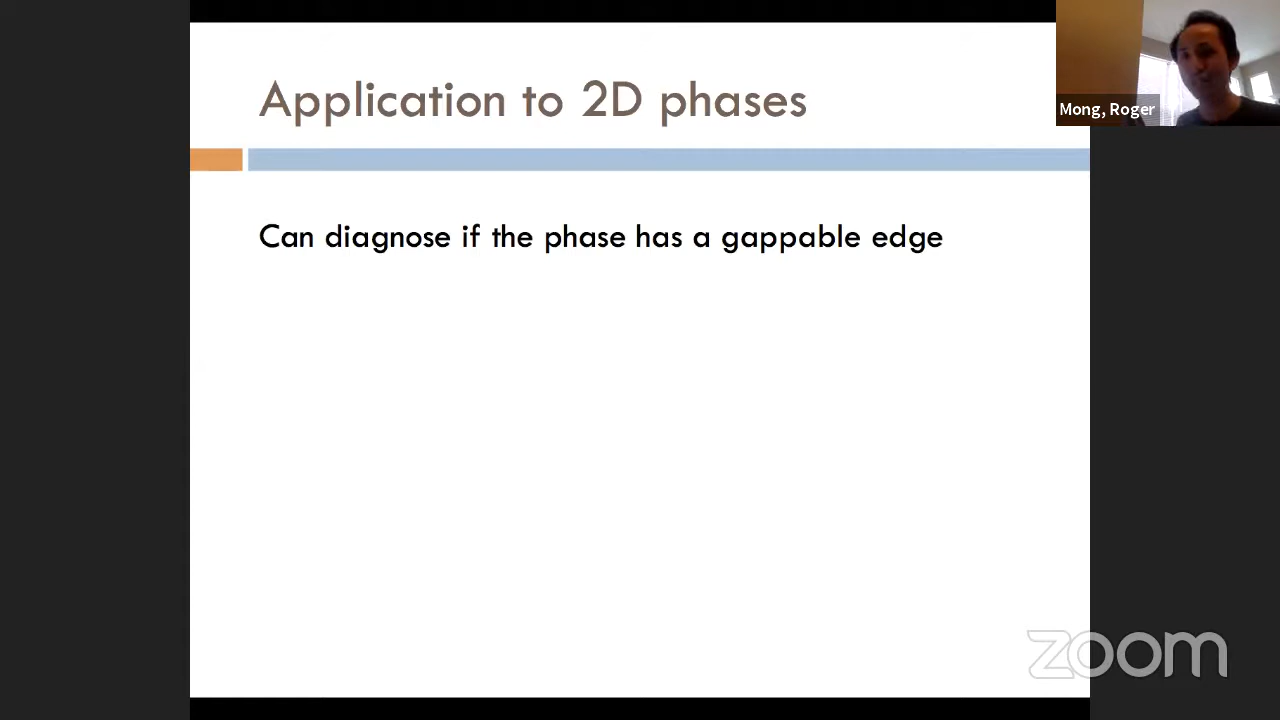 Application to 2D phases
Mong, Roger
Can diagnose if the phase has a gappable edge
zoom